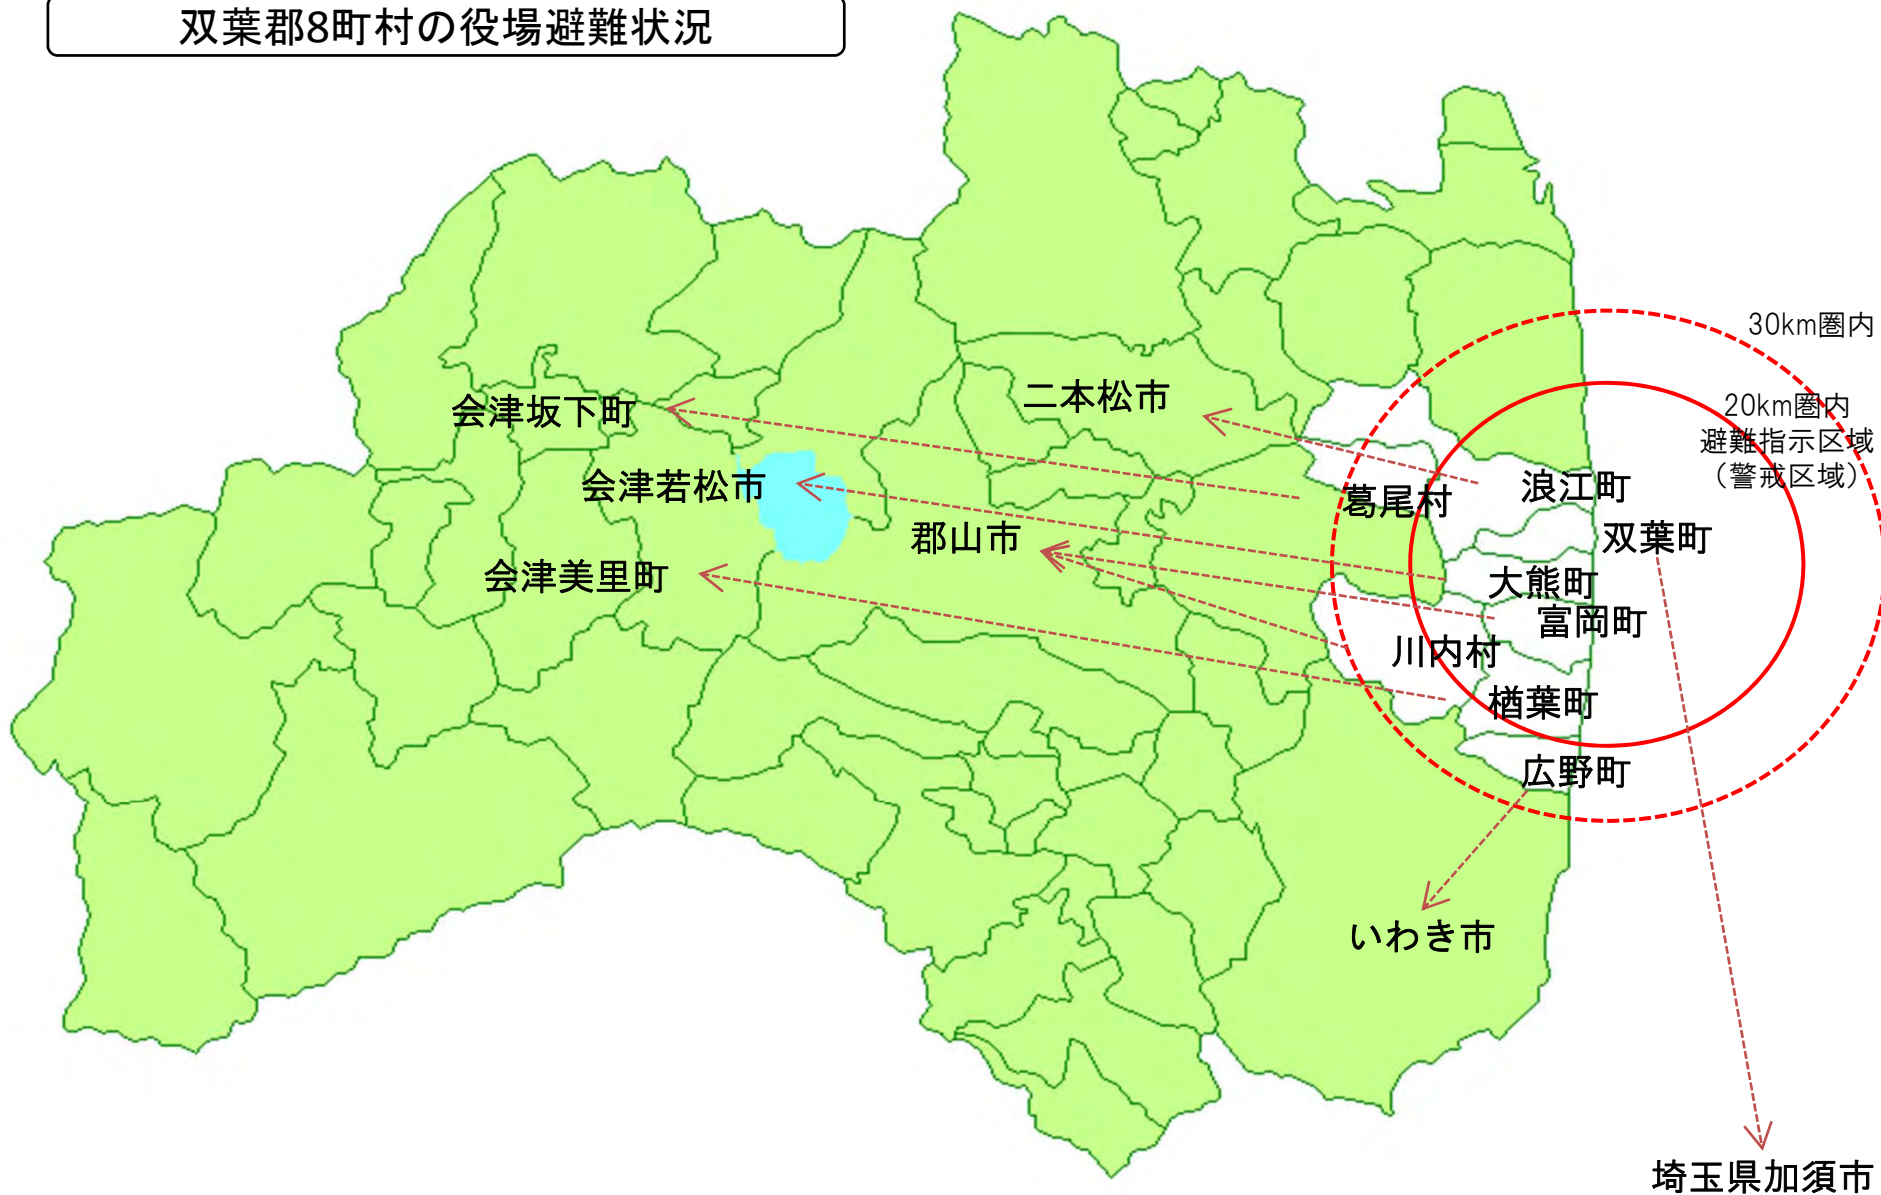 双葉郡8町村の役場避難状況
30km圏内
20km圏内
避難指示区域
（警戒区域）
二本松市
会津坂下町
会津若松市
郡山市
会津美里町
葛尾村
浪江町
双葉町
大熊町
富岡町
川内村
楢葉町
広野町
いわき市
埼玉県加須市